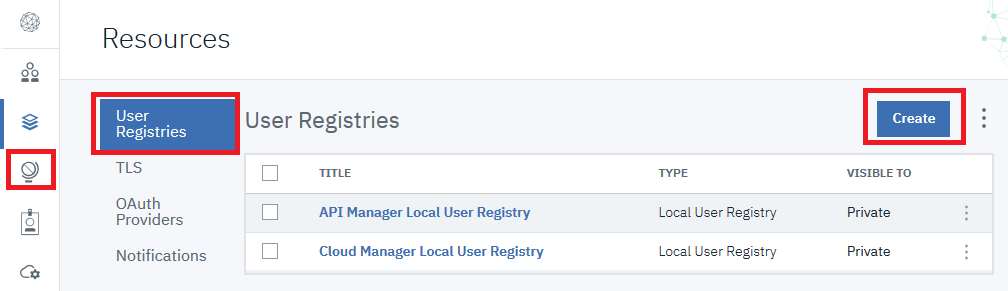 Resources
User
Registries
TLS
OAuth
Providers
Notifications
User Registries
Create
TITLE TYPE VISIBLE TO
API Manager Local User Registry Local User Registry Private
Cloud Manager Local User Registry Local User Registry Private